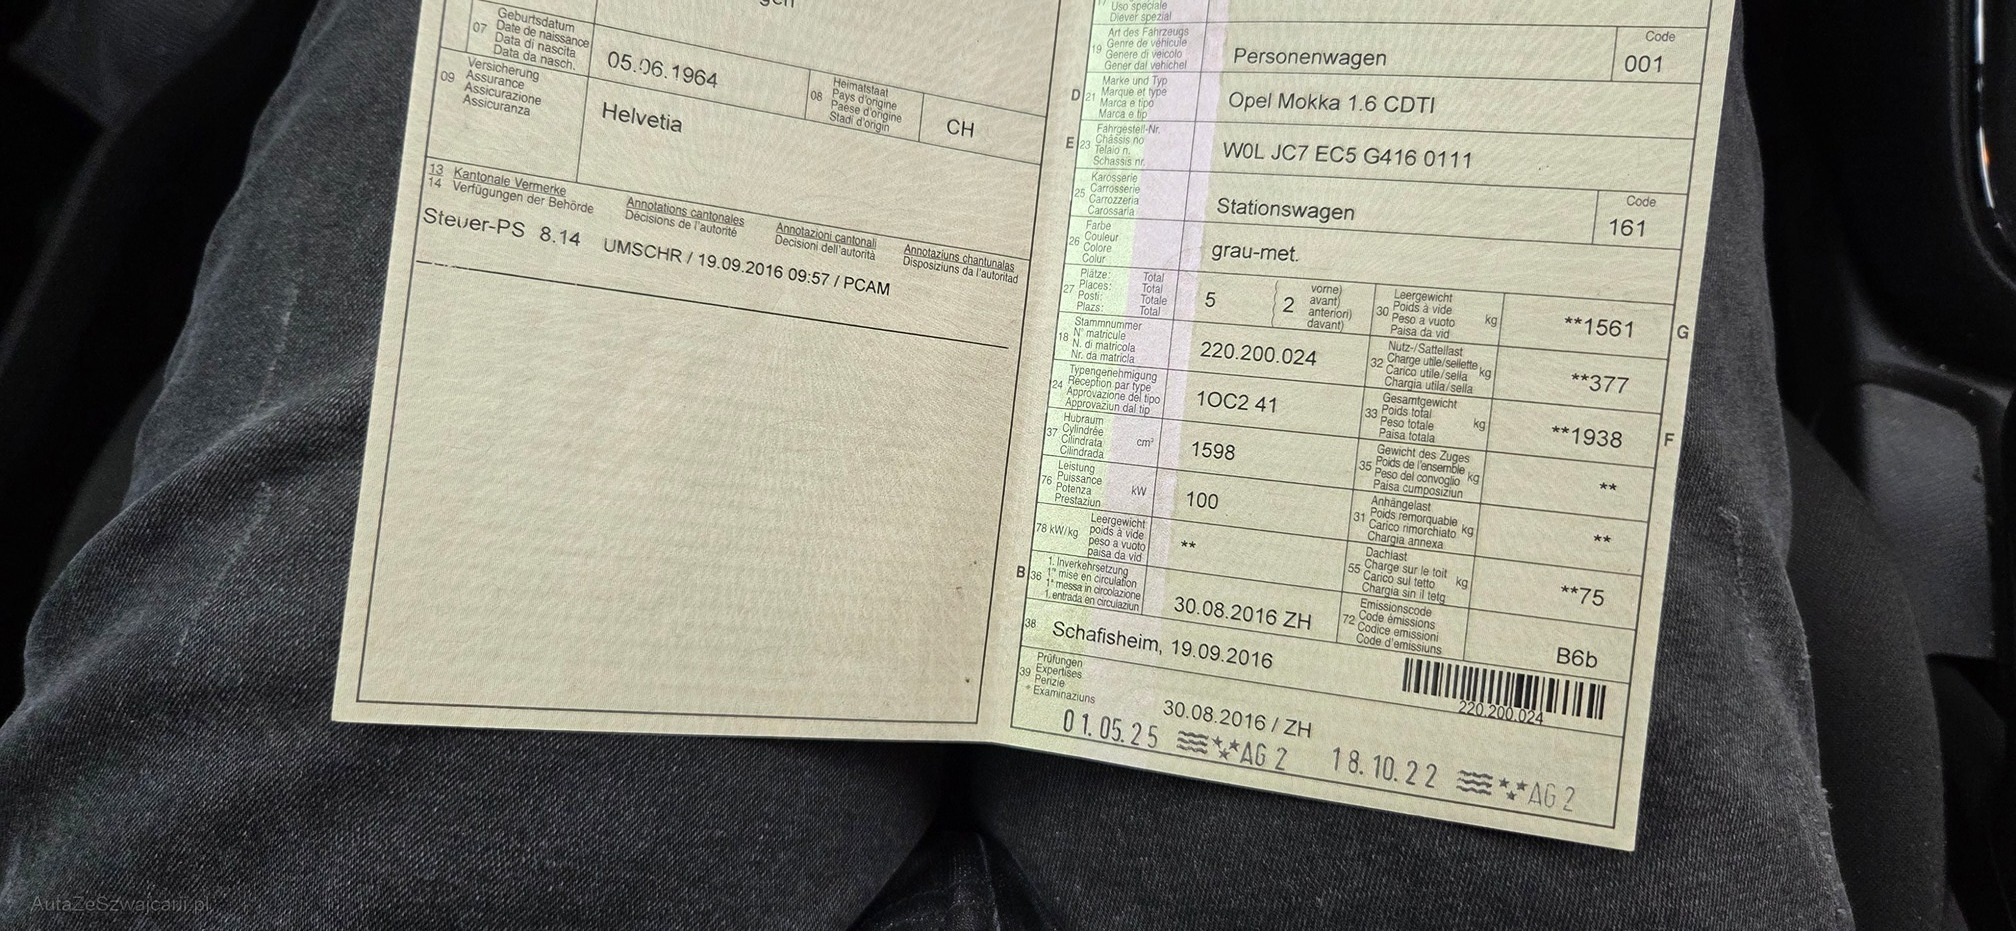 07
Geburtsdatum
Date de naissance
Data di nascita
Data da nasch.
05.06.1964
08
Heimatstaat
Pays d'origine
Paese d'origine
Stadi d'origin
CH
09
Versicherung
Assurance
Assicurazione
Assicuranza
Helvetia
13 Kantonale Vermerke
14 Verfügungen der Behörde
Annotations cantonales
Décisions de l'autorité
Annotazioni cantonali
Decisioni dell'autorità
Annotaziuns chantunalas
Disposiziuns da l'autoritad
Steuer-PS 8.14 UMSCHR / 19.09.2016 09:57 / PCAM
17
Uso speciale
Diever spezial
19
Art des Fahrzeugs
Genre de véhicule
Genere di veicolo
Gener dal vehichel
Personenwagen
Code
001
D 21
Marke und Typ
Marque et type
Marca e tipo
Marca e tip
Opel Mokka 1.6 CDTI
E 23
Fahrgestell-Nr.
Châssis no
Telaio n.
Schassis nr.
W0L JC7 EC5 G416 0111
25
Karosserie
Carrosserie
Carrozzeria
Carossaria
Stationswagen
Code
161
26
Farbe
Couleur
Colore
Colur
grau-met.
27
Plätze: Total
Places: Total
Posti: Totale
Plazs: Total
5
2
vorne)
avant)
anteriori)
davant)
30
Leergewicht
Poids à vide
Peso a vuoto
Paisa da vid
kg
**1561
G
18
Stammnummer
N° matricule
N. di matricola
Nr. da matricla
220.200.024
32
Nutz-/Sattellast
Charge utile/sellette
Carico utile/sella
Chargia utila/sella
kg
**377
24
Typengenehmigung
Réception par type
Approvazione del tipo
Approvaziun dal tip
1OC2 41
33
Gesamtgewicht
Poids total
Peso totale
Paisa totala
kg
**1938
F
37
Hubraum
Cylindrée
Cilindrata
Cilindrada
cm³
1598
35
Gewicht des Zuges
Poids de l'ensemble
Peso del convoglio
Paisa cumposiziun
kg
**
76
Leistung
Puissance
Potenza
Prestaziun
kW
100
31
Anhängelast
Poids remorquable
Carico rimorchiato
Chargia annexa
kg
**
78 kW/kg
Leergewicht
poids à vide
peso a vuoto
paisa da vid
**
55
Dachlast
Charge sur le toit
Carico sul tetto
Chargia sin il tetg
kg
**75
B 36
1. Inverkehrsetzung
1re mise en circulation
1a messa in circolazione
1. entrada en circulaziun
30.08.2016 ZH
72
Emissionscode
Code émissions
Codice emissioni
Code d'emissiuns
B6b
38
Schafisheim, 19.09.2016
220.200.024
39
Prüfungen
Expertises
Perizie
* Examinaziuns
30.08.2016 / ZH
01.05.25 AG 2 18.10.22 AG 2
AutaZeSzwajcarii.pl